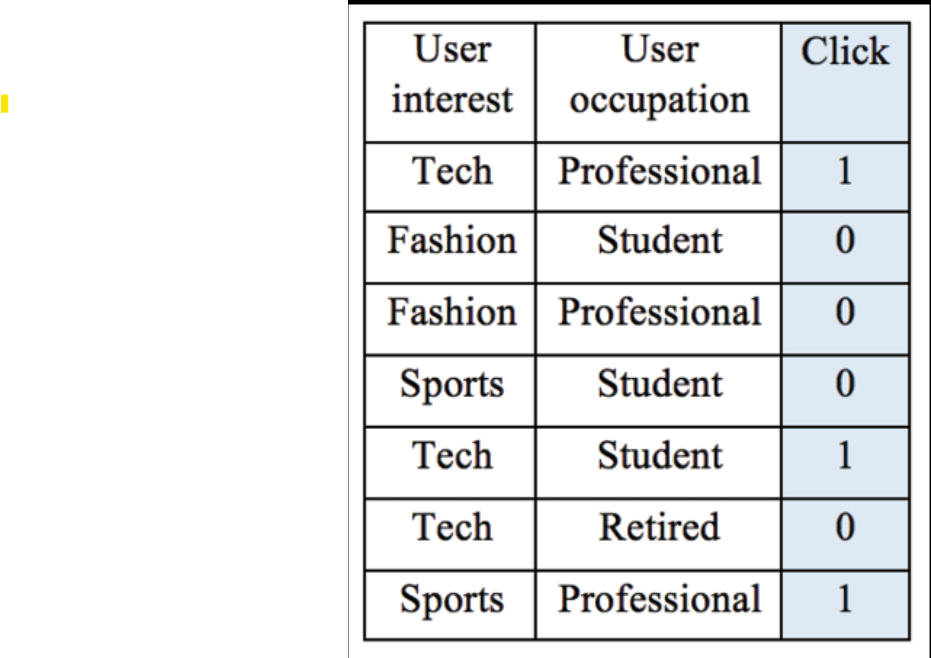 User interest User occupation Click
Tech Professional 1
Fashion Student 0
Fashion Professional 0
Sports Student 0
Tech Student 1
Tech Retired 0
Sports Professional 1